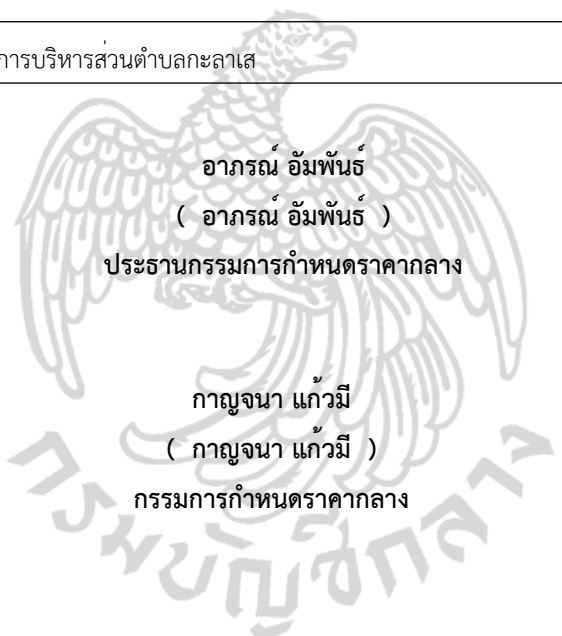 การบริหารส่วนตำบลกะลาเส
อาภรณ์ อัมพันธ์
( อาภรณ์ อัมพันธ์ )
ประธานกรรมการกำหนดราคากลาง
กาญจนา แก้วมี
( กาญจนา แก้วมี )
กรรมการกำหนดราคากลาง
กรมบัญชีกลาง